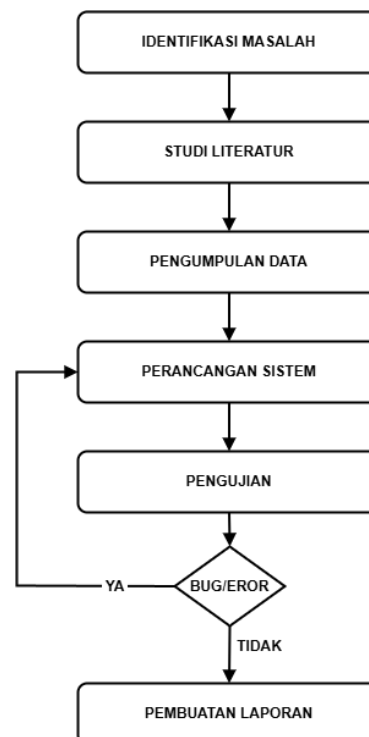 IDENTIFIKASI MASALAH
STUDI LITERATUR
PENGUMPULAN DATA
PERANCANGAN SISTEM
PENGUJIAN
YA
BUG/EROR
TIDAK
PEMBUATAN LAPORAN